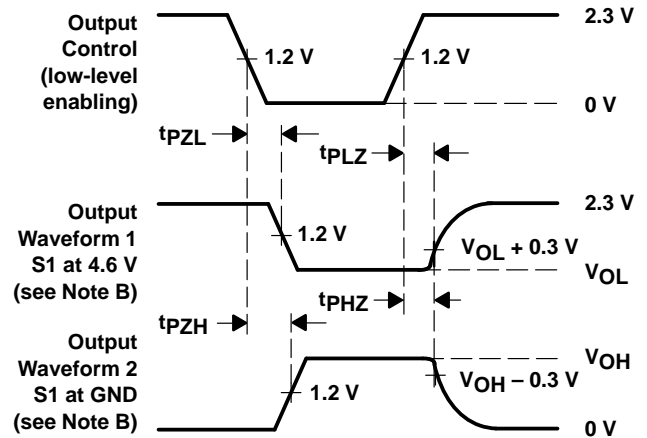 Output
Control
(low-level
enabling)
1.2 V
1.2 V
2.3 V
0 V
tPZL
tPLZ
Output
Waveform 1
S1 at 4.6 V
(see Note B)
1.2 V
2.3 V
VOL + 0.3 V
VOL
tPZH
tPHZ
Output
Waveform 2
S1 at GND
(see Note B)
1.2 V
VOH
VOH − 0.3 V
0 V